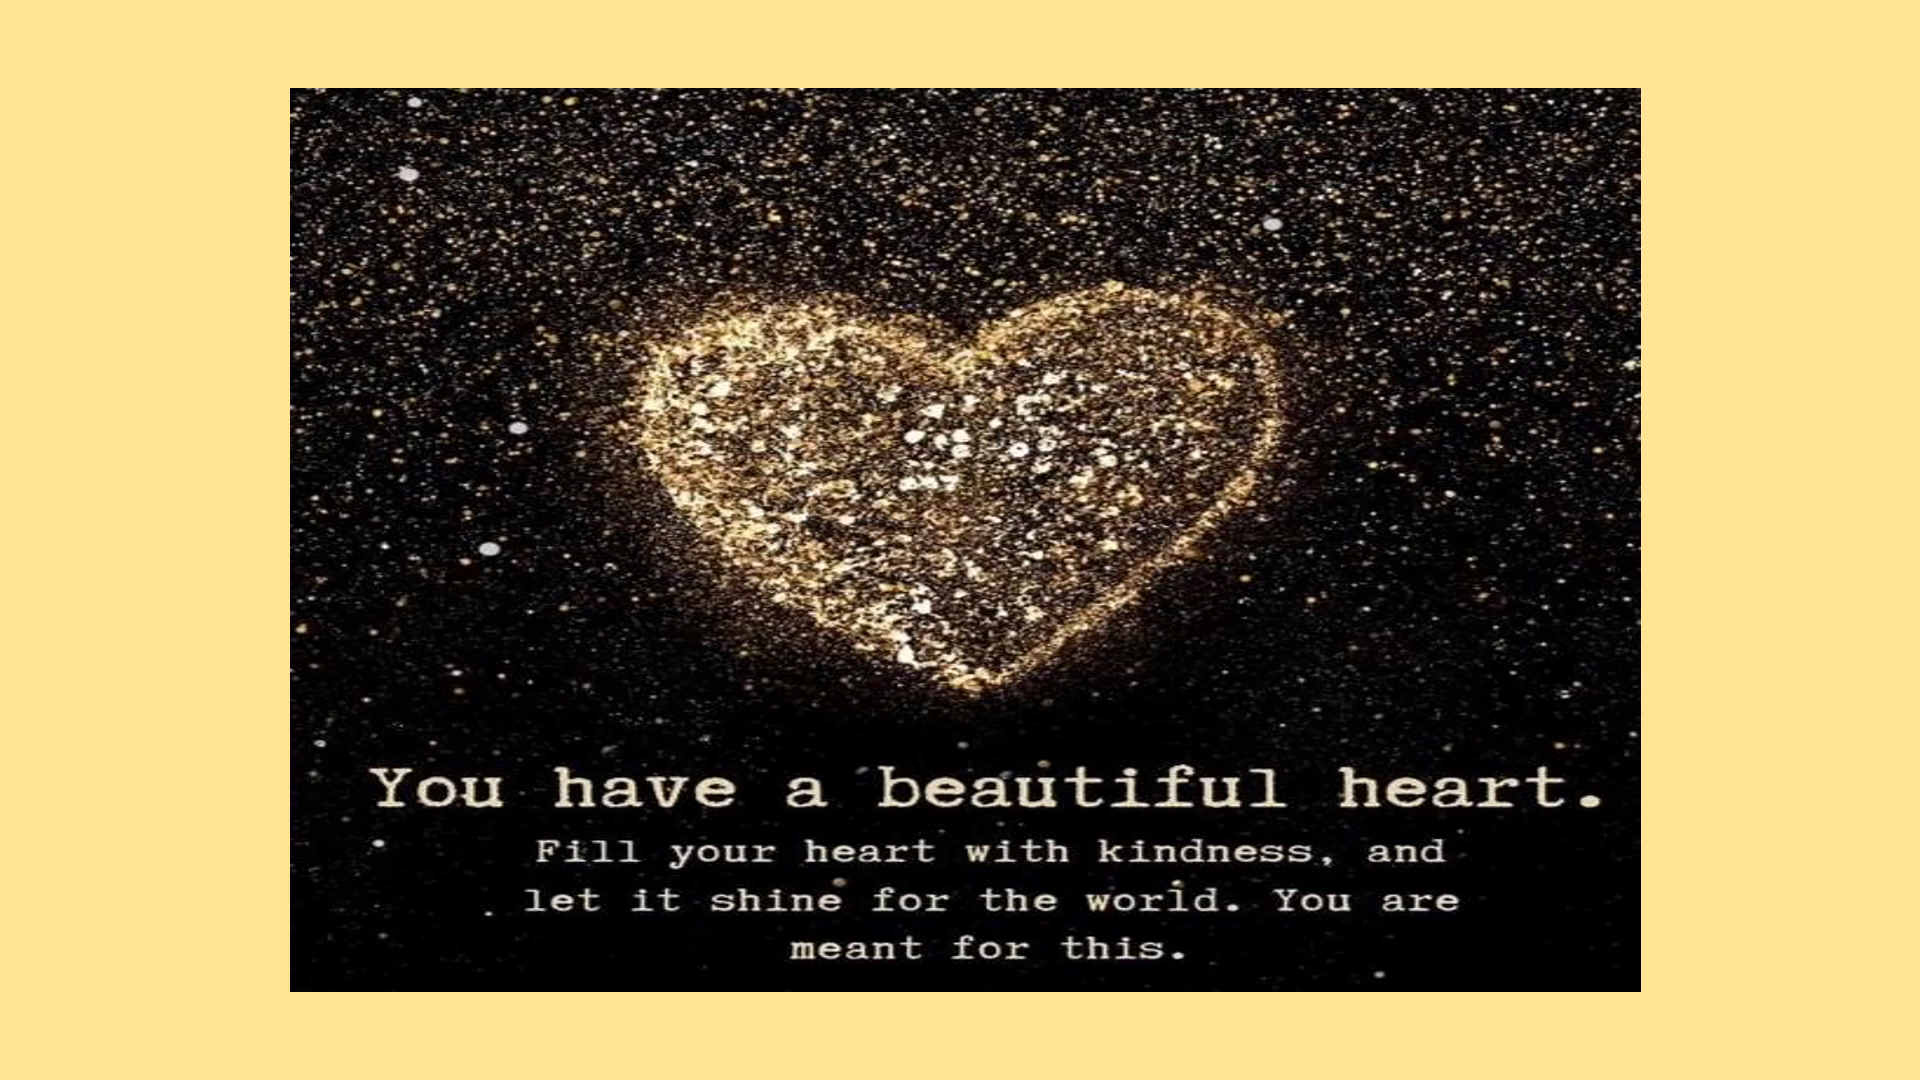 You have a beautiful heart.
Fill your heart with kindness, and
let it shine for the world. You are
meant for this.